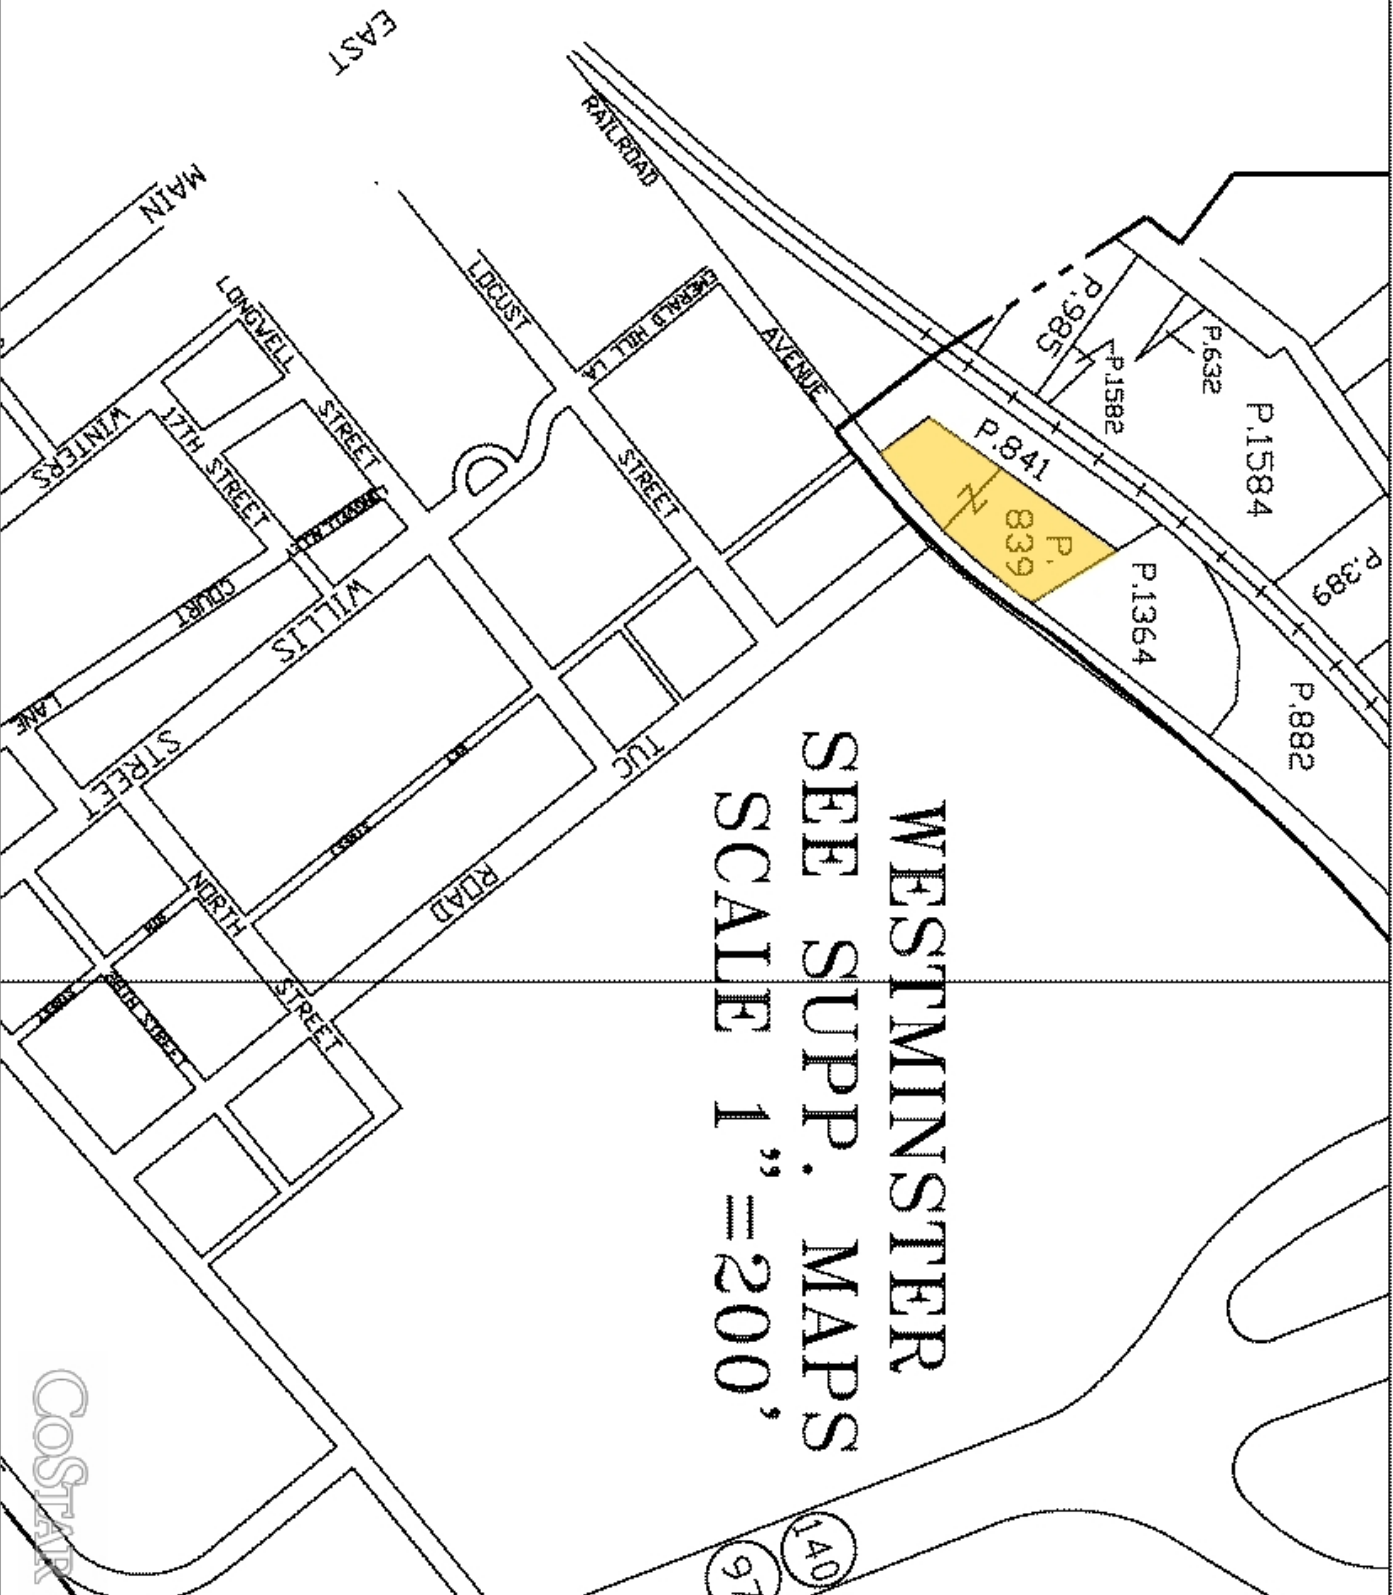 EAST
MAIN
RAILROAD
AVENUE
LOCUST
STREET
EMERALD HILL LA
LONGWELL
STREET
17TH STREET
WINTERS
COURT
LANE
WILLIS
STREET
TUC
ROAD
NORTH
STREET
P.985
P.1582
P.632
P.1584
P.841
P.
839
P.1364
P.389
P.882
WESTMINSTER
SEE SUPP. MAPS
SCALE 1"=200'
140
97
COSTAR